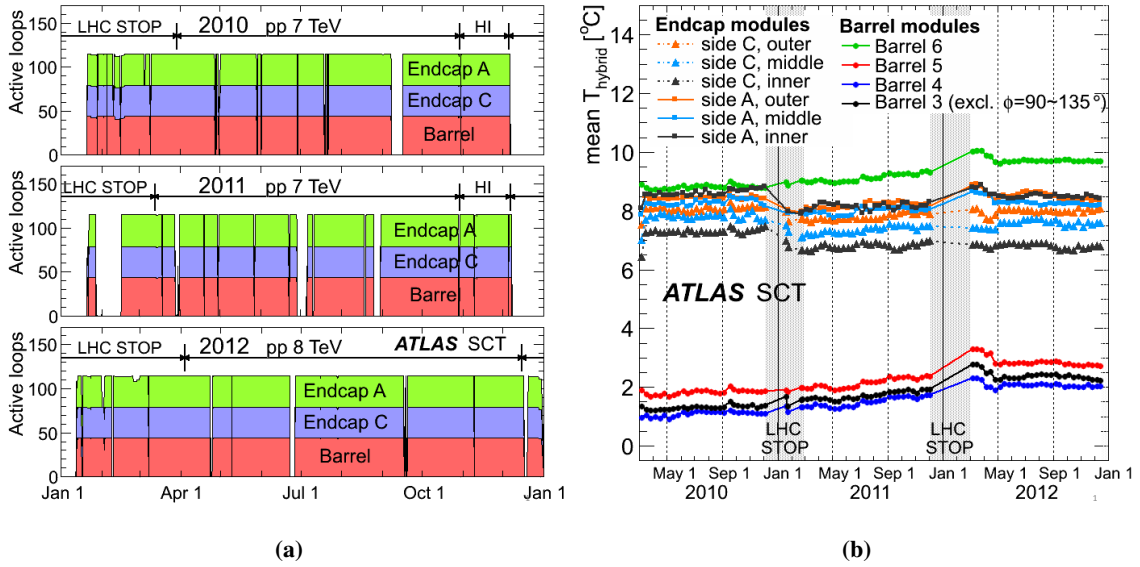 Active loops
150
100
50
0
LHC STOP
2010 pp 7 TeV
HI
Endcap A
Endcap C
Barrel
Active loops
150
100
50
0
LHC STOP
2011 pp 7 TeV
HI
Endcap A
Endcap C
Barrel
Active loops
150
100
50
0
LHC STOP
2012 pp 8 TeV
ATLAS SCT
Endcap A
Endcap C
Barrel
Jan 1 Apr 1 Jul 1 Oct 1 Jan 1
(a)
mean T hybrid [°C]
14
12
10
8
6
4
2
0
Endcap modules
side C, outer
side C, middle
side C, inner
side A, outer
side A, middle
side A, inner
Barrel modules
Barrel 6
Barrel 5
Barrel 4
Barrel 3 (excl. ϕ=90~135°)
ATLAS SCT
LHC STOP
LHC STOP
May 1 Sep 1 Jan 1 May 1 Sep 1 Jan 1 May 1 Sep 1 Jan 1
2010 2011 2012
1
(b)